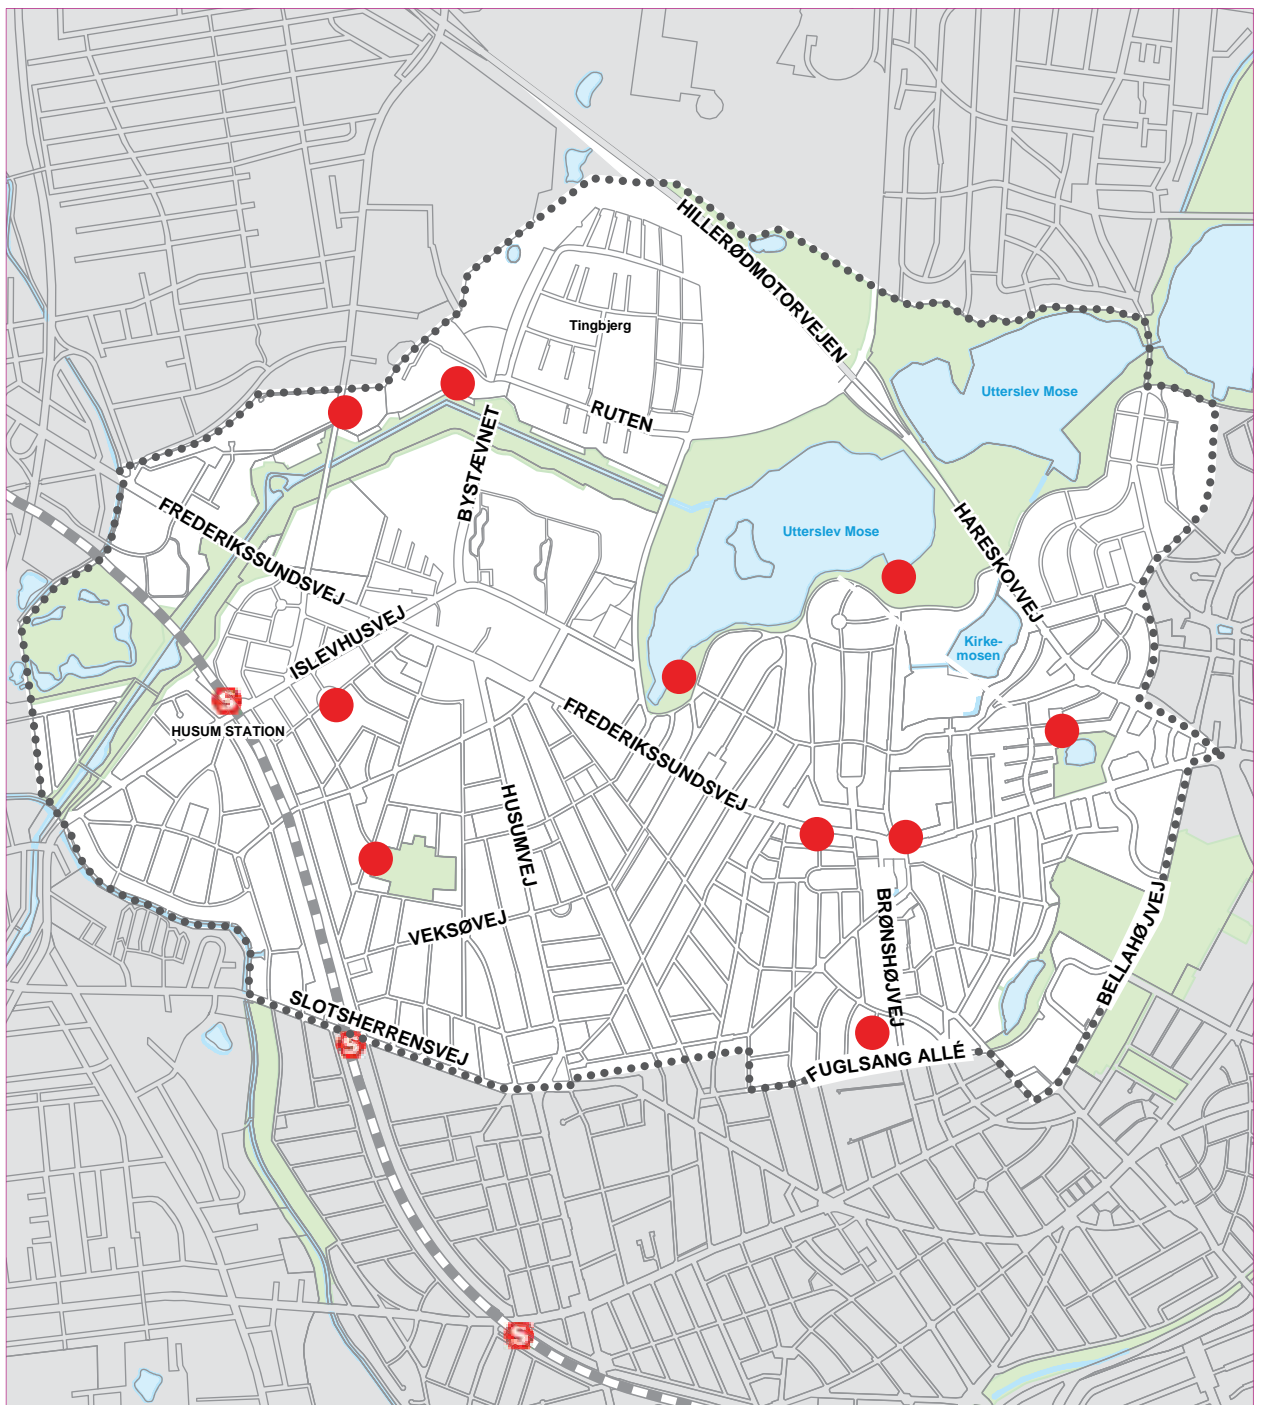 HILLERØDMOTORVEJEN
Tingbjerg
Utterslev Mose
RUTEN
BYSTÆVNET
FREDERIKSSUNDSVEJ
HARESKOVVEJ
Utterslev Mose
ISLEVHUSVEJ
Kirke-
mosen
S
HUSUM STATION
FREDERIKSSUNDSVEJ
HUSUMVEJ
BRØNSHØJVEJ
BELLAHØJVEJ
VEKSØVEJ
SLOTSHERRENSVEJ
S
FUGLSANG ALLÉ
S